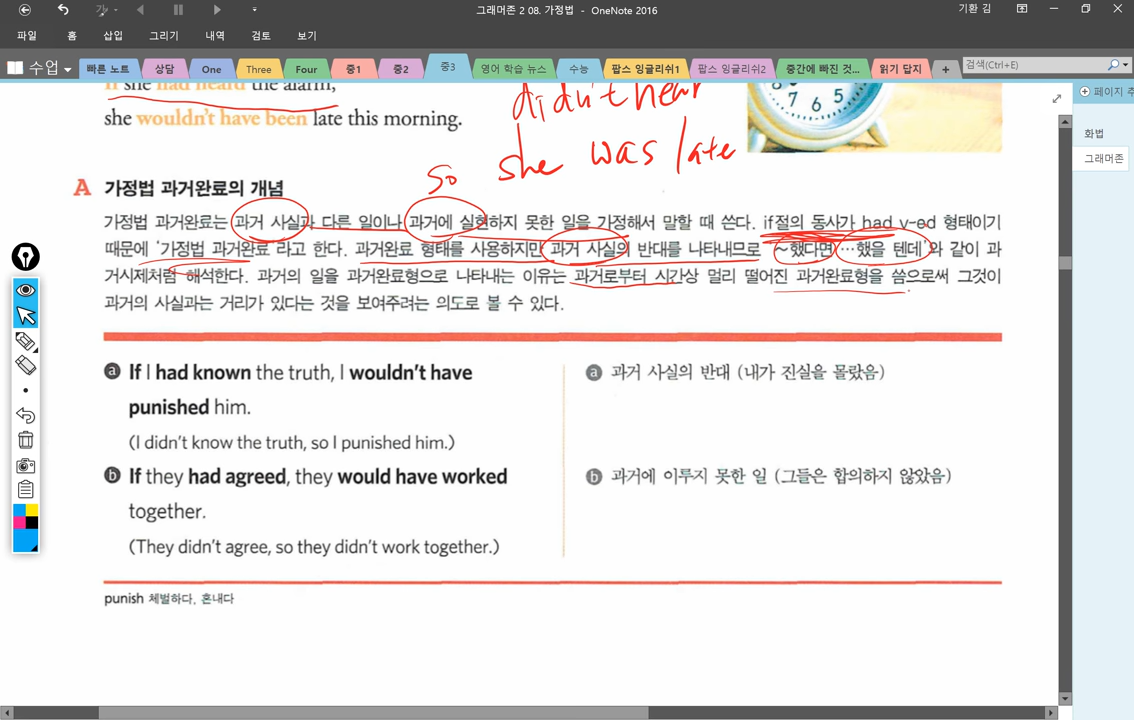 그래머존 2 08. 가정법 - OneNote 2016
기환 김
파일 홈 삽입 그리기 내역 검토 보기
수업 빠른 노트 상담 One Three Four 중1 중2 중3 영어 학습 뉴스 수능 팝스 잉글리쉬1 팝스 잉글리쉬2 중간에 빠진 것... 읽기 답지 + 검색(Ctrl+E)
페이지 추
화법
그래머존
If she had heard the alarm,
she wouldn't have been late this morning.
didn't hear
so she was late
7 6 5
A 가정법 과거완료의 개념
가정법 과거완료는 과거 사실과 다른 일이나 과거에 실현하지 못한 일을 가정해서 말할 때 쓴다. if절의 동사가 had v-ed 형태이기
때문에 '가정법 과거완료'라고 한다. 과거완료 형태를 사용하지만 과거 사실의 반대를 나타내므로 '~했다면 …했을 텐데'와 같이 과
거시제처럼 해석한다. 과거의 일을 과거완료형으로 나타내는 이유는 과거로부터 시간상 멀리 떨어진 과거완료형을 씀으로써 그것이
과거의 사실과는 거리가 있다는 것을 보여주려는 의도로 볼 수 있다.
a If I had known the truth, I wouldn't have
punished him.
(I didn't know the truth, so I punished him.)
b If they had agreed, they would have worked
together.
(They didn't agree, so they didn't work together.)
a 과거 사실의 반대 (내가 진실을 몰랐음)
b 과거에 이루지 못한 일 (그들은 합의하지 않았음)
punish 체벌하다, 혼내다